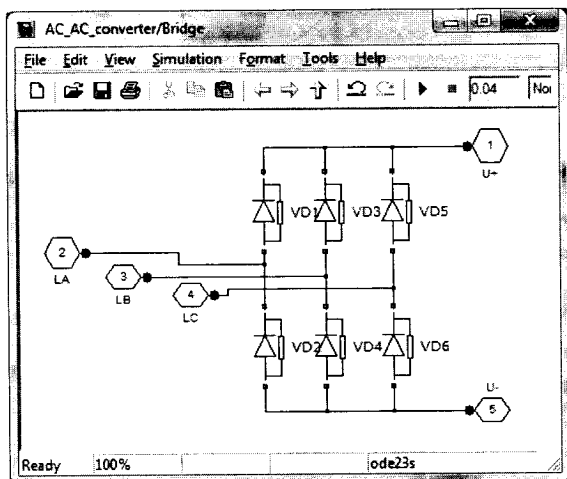 AC_AC_converter/Bridge
File Edit View Simulation Format Tools Help
0.04
1
U+
VD1 VD3 VD5
2
LA
3
LB
4
LC
VD2 VD4 VD6
U-
5
Ready 100% ode23s